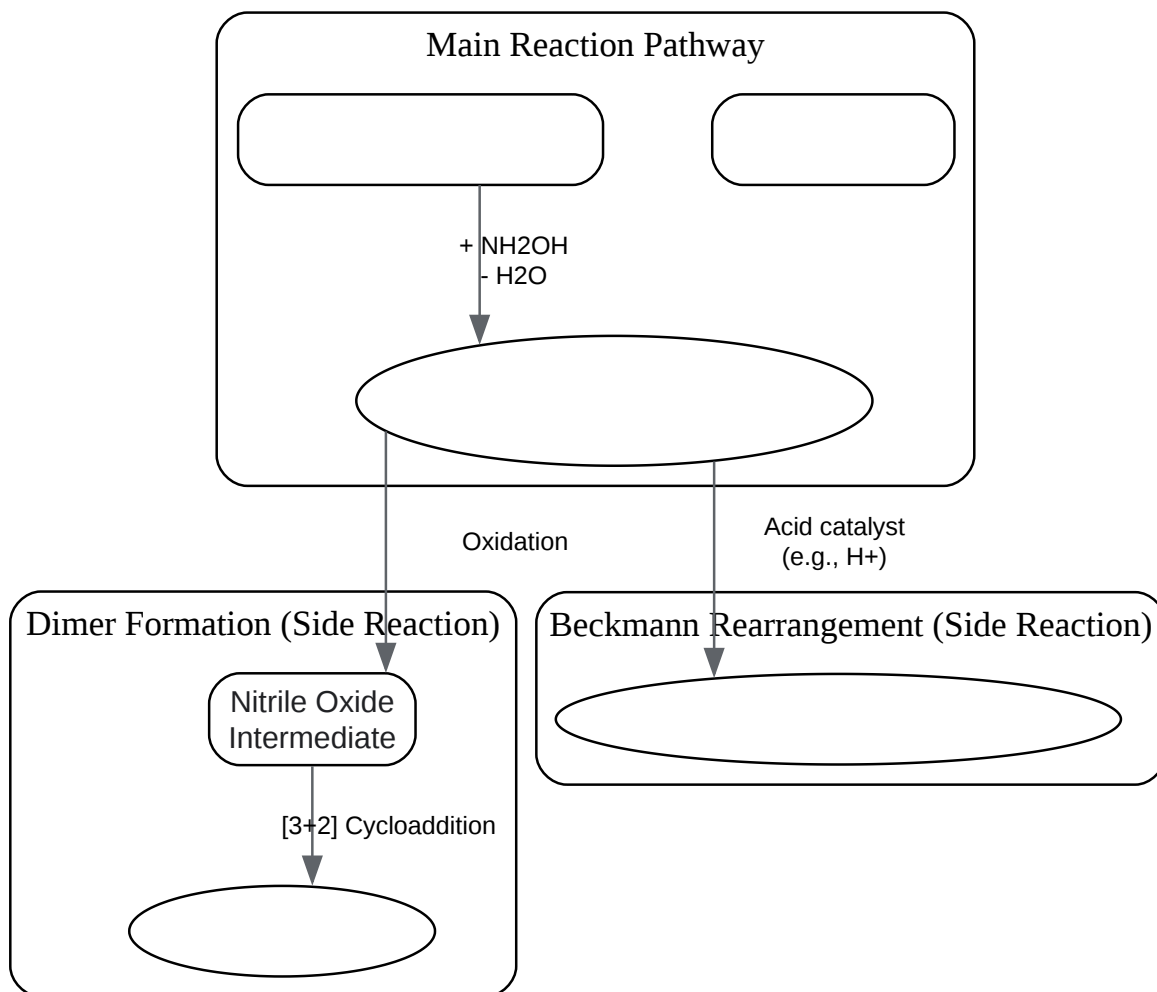 Main Reaction Pathway
+ NH2OH
- H2O
Oxidation
Acid catalyst
(e.g., H+)
Dimer Formation (Side Reaction)
Beckmann Rearrangement (Side Reaction)
Nitrile Oxide
Intermediate
[3+2] Cycloaddition